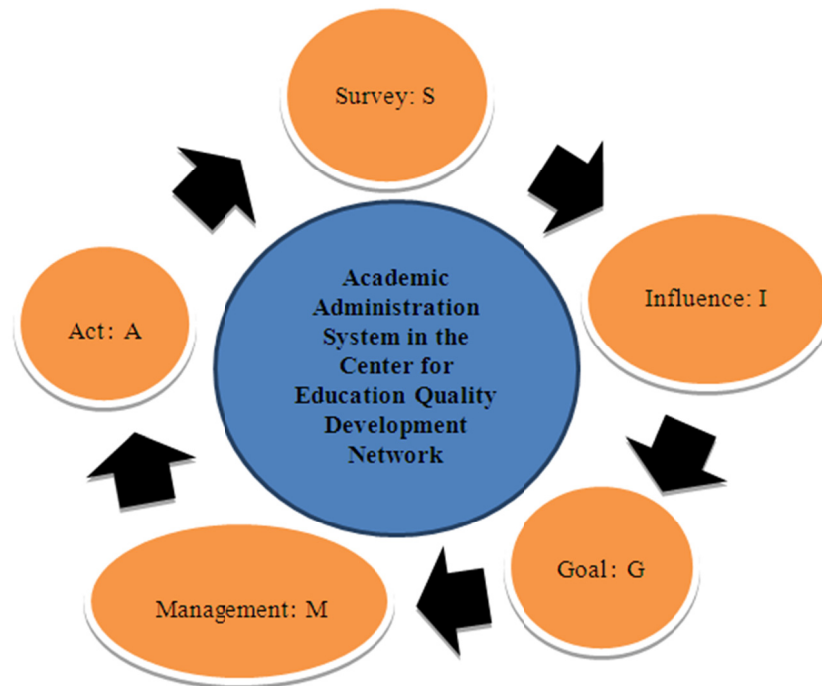 Survey: S
Influence: I
Goal: G
Management: M
Act: A
Academic
Administration
System in the
Center for
Education Quality
Development
Network